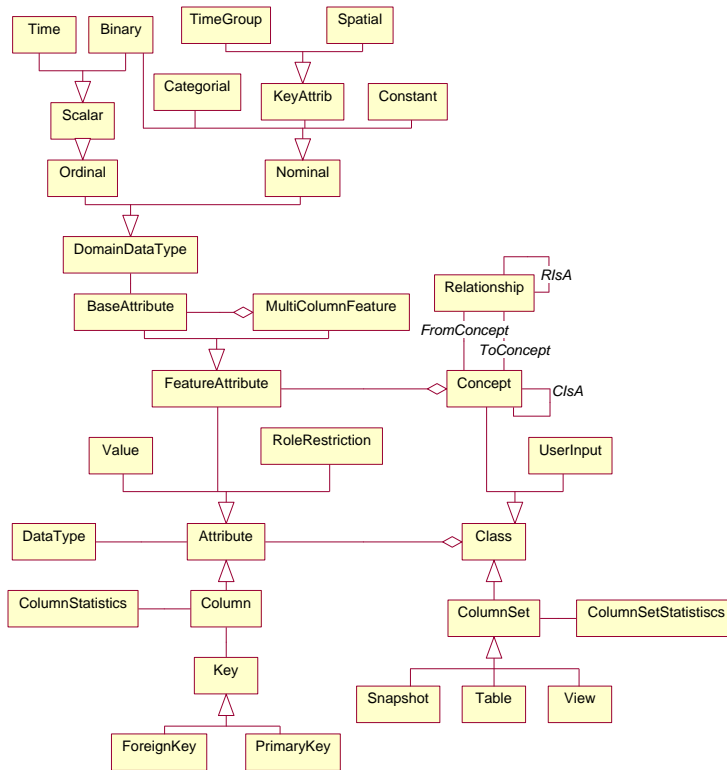 TimeGroup
Spatial
Time
Binary
Categorial
KeyAttrib
Constant
Scalar
Ordinal
Nominal
DomainDataType
RIsA
Relationship
BaseAttribute
MultiColumnFeature
FromConcept
ToConcept
FeatureAttribute
Concept
CIsA
Value
RoleRestriction
UserInput
DataType
Attribute
Class
ColumnStatistics
Column
ColumnSet
ColumnSetStatistiscs
Key
Snapshot
Table
View
ForeignKey
PrimaryKey